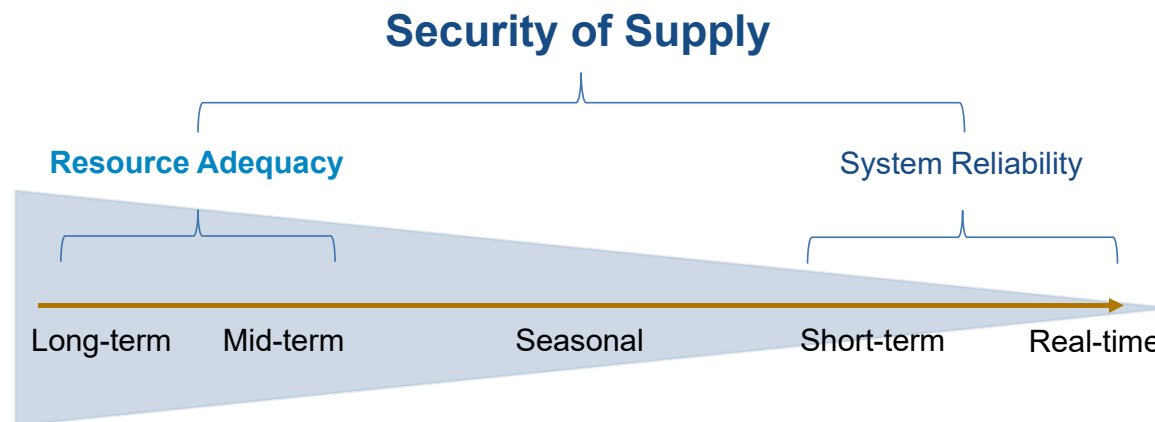 Security of Supply
Resource Adequacy
System Reliability
Long-term
Mid-term
Seasonal
Short-term
Real-time